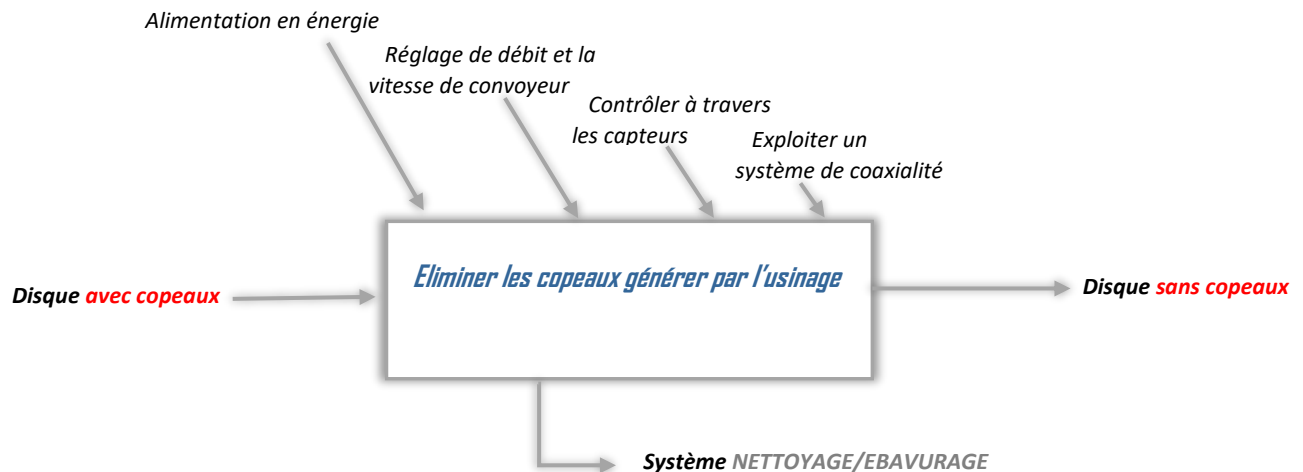 Alimentation en énergie
Réglage de débit et la
vitesse de convoyeur
Contrôler à travers
les capteurs
Exploiter un
système de coaxialité
Eliminer les copeaux générer par l'usinage
Disque avec copeaux
Disque sans copeaux
Système NETTOYAGE/EBAVURAGE